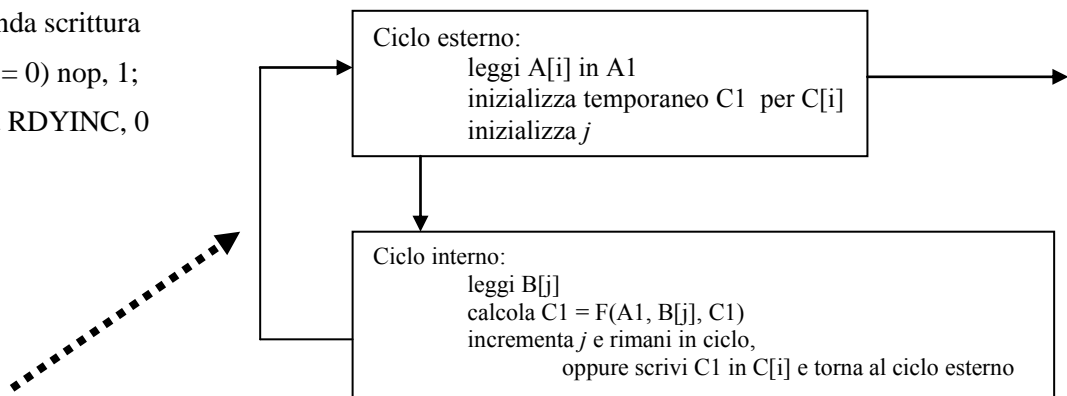 nda scrittura
= 0) nop, 1;
RDYINC, 0
Ciclo esterno:
leggi A[i] in A1
inizializza temporaneo C1 per C[i]
inizializza j
Ciclo interno:
leggi B[j]
calcola C1 = F(A1, B[j], C1)
incrementa j e rimani in ciclo,
oppure scrivi C1 in C[i] e torna al ciclo esterno